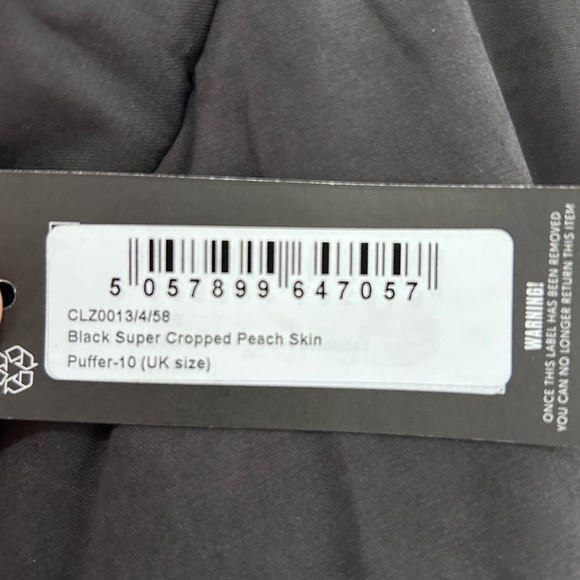 5 057899 647057
CLZ0013/4/58
Black Super Cropped Peach Skin
Puffer-10 (UK size)
WARNING!
ONCE THIS LABEL HAS BEEN REMOVED
YOU CAN NO LONGER RETURN THIS ITEM